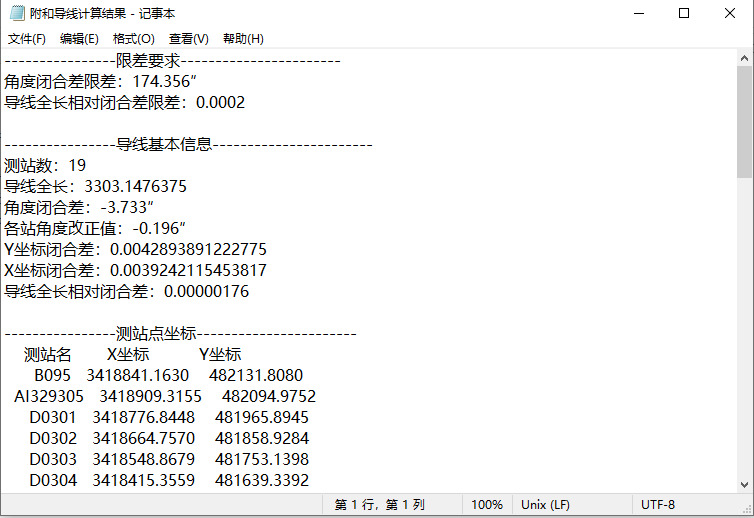 附和导线计算结果 - 记事本
文件(F) 编辑(E) 格式(O) 查看(V) 帮助(H)
----------------限差要求-----------------------
角度闭合差限差：174.356″
导线全长相对闭合差限差：0.0002
----------------导线基本信息-----------------------
测站数：19
导线全长：3303.1476375
角度闭合差：-3.733″
各站角度改正值：-0.196″
Y坐标闭合差：0.0042893891222775
X坐标闭合差：0.0039242115453817
导线全长相对闭合差：0.00000176
----------------测站点坐标-----------------------
测站名 X坐标 Y坐标
B095 3418841.1630 482131.8080
AI329305 3418909.3155 482094.9752
D0301 3418776.8448 481965.8945
D0302 3418664.7570 481858.9284
D0303 3418548.8679 481753.1398
D0304 3418415.3559 481639.3392
第 1 行，第 1 列 100% Unix (LF) UTF-8